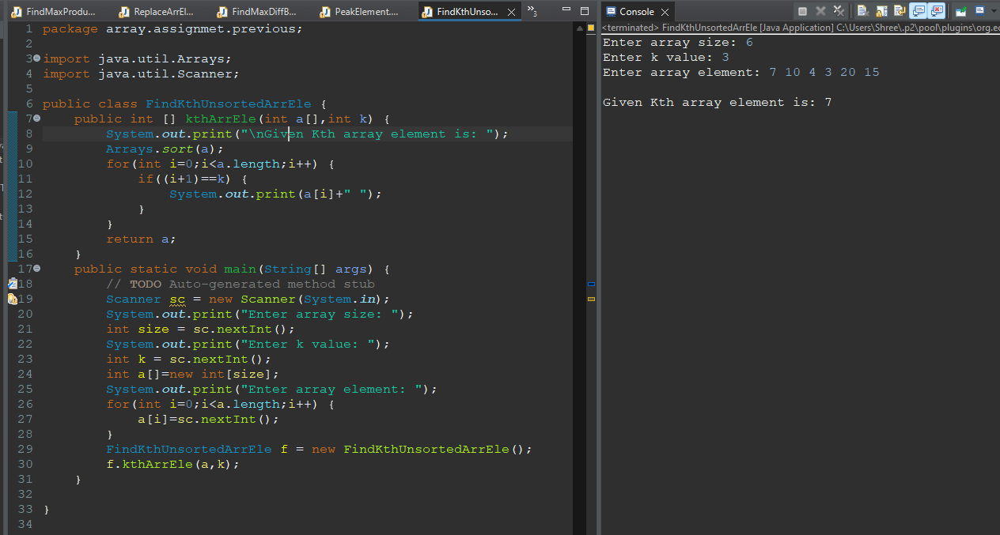 FindMaxProdu... ReplaceArrEl... FindMaxDiffB... PeakElement... FindKthUnso... »3
1 package array.assignmet.previous;
2
3 import java.util.Arrays;
4 import java.util.Scanner;
5
6 public class FindKthUnsortedArrEle {
7 public int [] kthArrEle(int a[],int k) {
8 System.out.print("\nGiven Kth array element is: ");
9 Arrays.sort(a);
10 for(int i=0;i<a.length;i++) {
11 if((i+1)==k) {
12 System.out.print(a[i]+" ");
13 }
14 }
15 return a;
16 }
17 public static void main(String[] args) {
18 // TODO Auto-generated method stub
19 Scanner sc = new Scanner(System.in);
20 System.out.print("Enter array size: ");
21 int size = sc.nextInt();
22 System.out.print("Enter k value: ");
23 int k = sc.nextInt();
24 int a[]=new int[size];
25 System.out.print("Enter array element: ");
26 for(int i=0;i<a.length;i++) {
27 a[i]=sc.nextInt();
28 }
29 FindKthUnsortedArrEle f = new FindKthUnsortedArrEle();
30 f.kthArrEle(a,k);
31 }
32
33 }
34
Console
<terminated> FindKthUnsortedArrEle [Java Application] C:\Users\Shree\.p2\pool\plugins\org.ec
Enter array size: 6
Enter k value: 3
Enter array element: 7 10 4 3 20 15
Given Kth array element is: 7